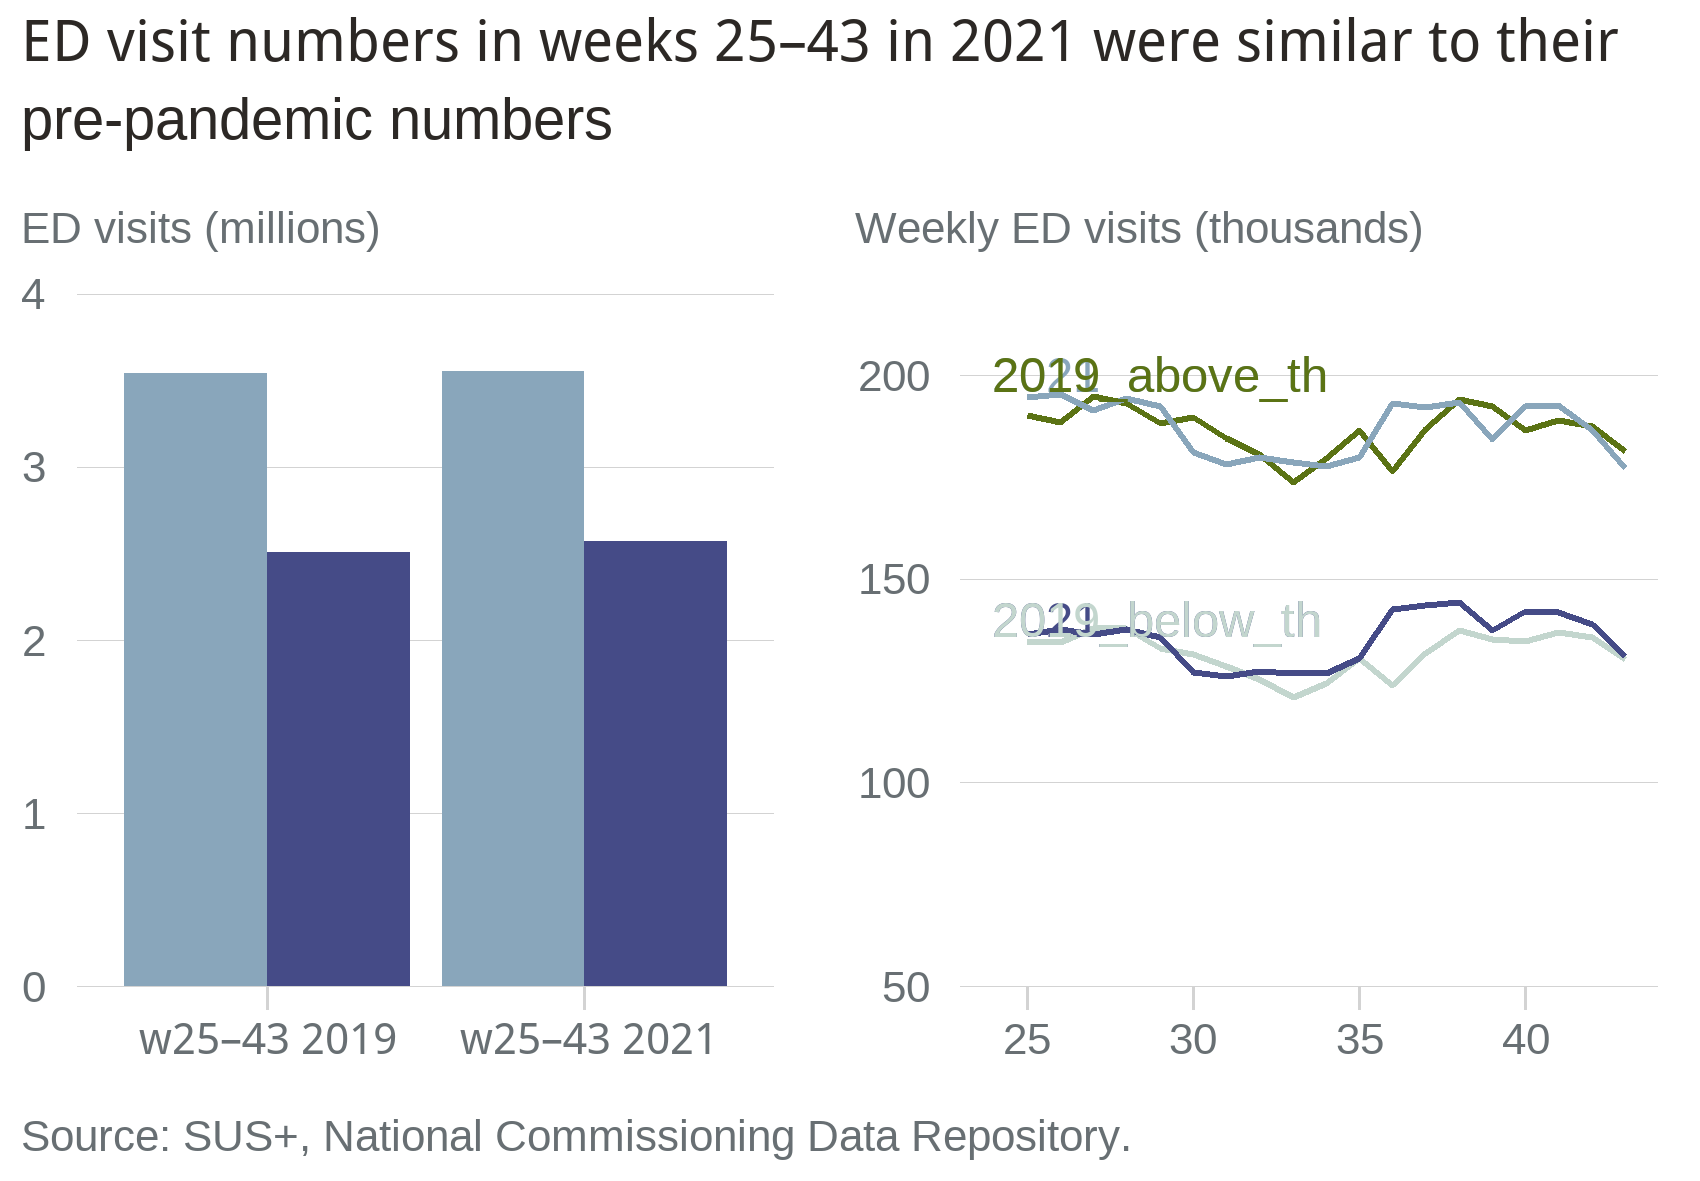 ED visit numbers in weeks 25–43 in 2021 were similar to their
pre-pandemic numbers
ED visits (millions)
4
3
2
1
0
w25–43 2019
w25–43 2021
Weekly ED visits (thousands)
200
150
100
50
2019_above_th
21
2019_below_th
21
25
30
35
40
Source: SUS+, National Commissioning Data Repository.